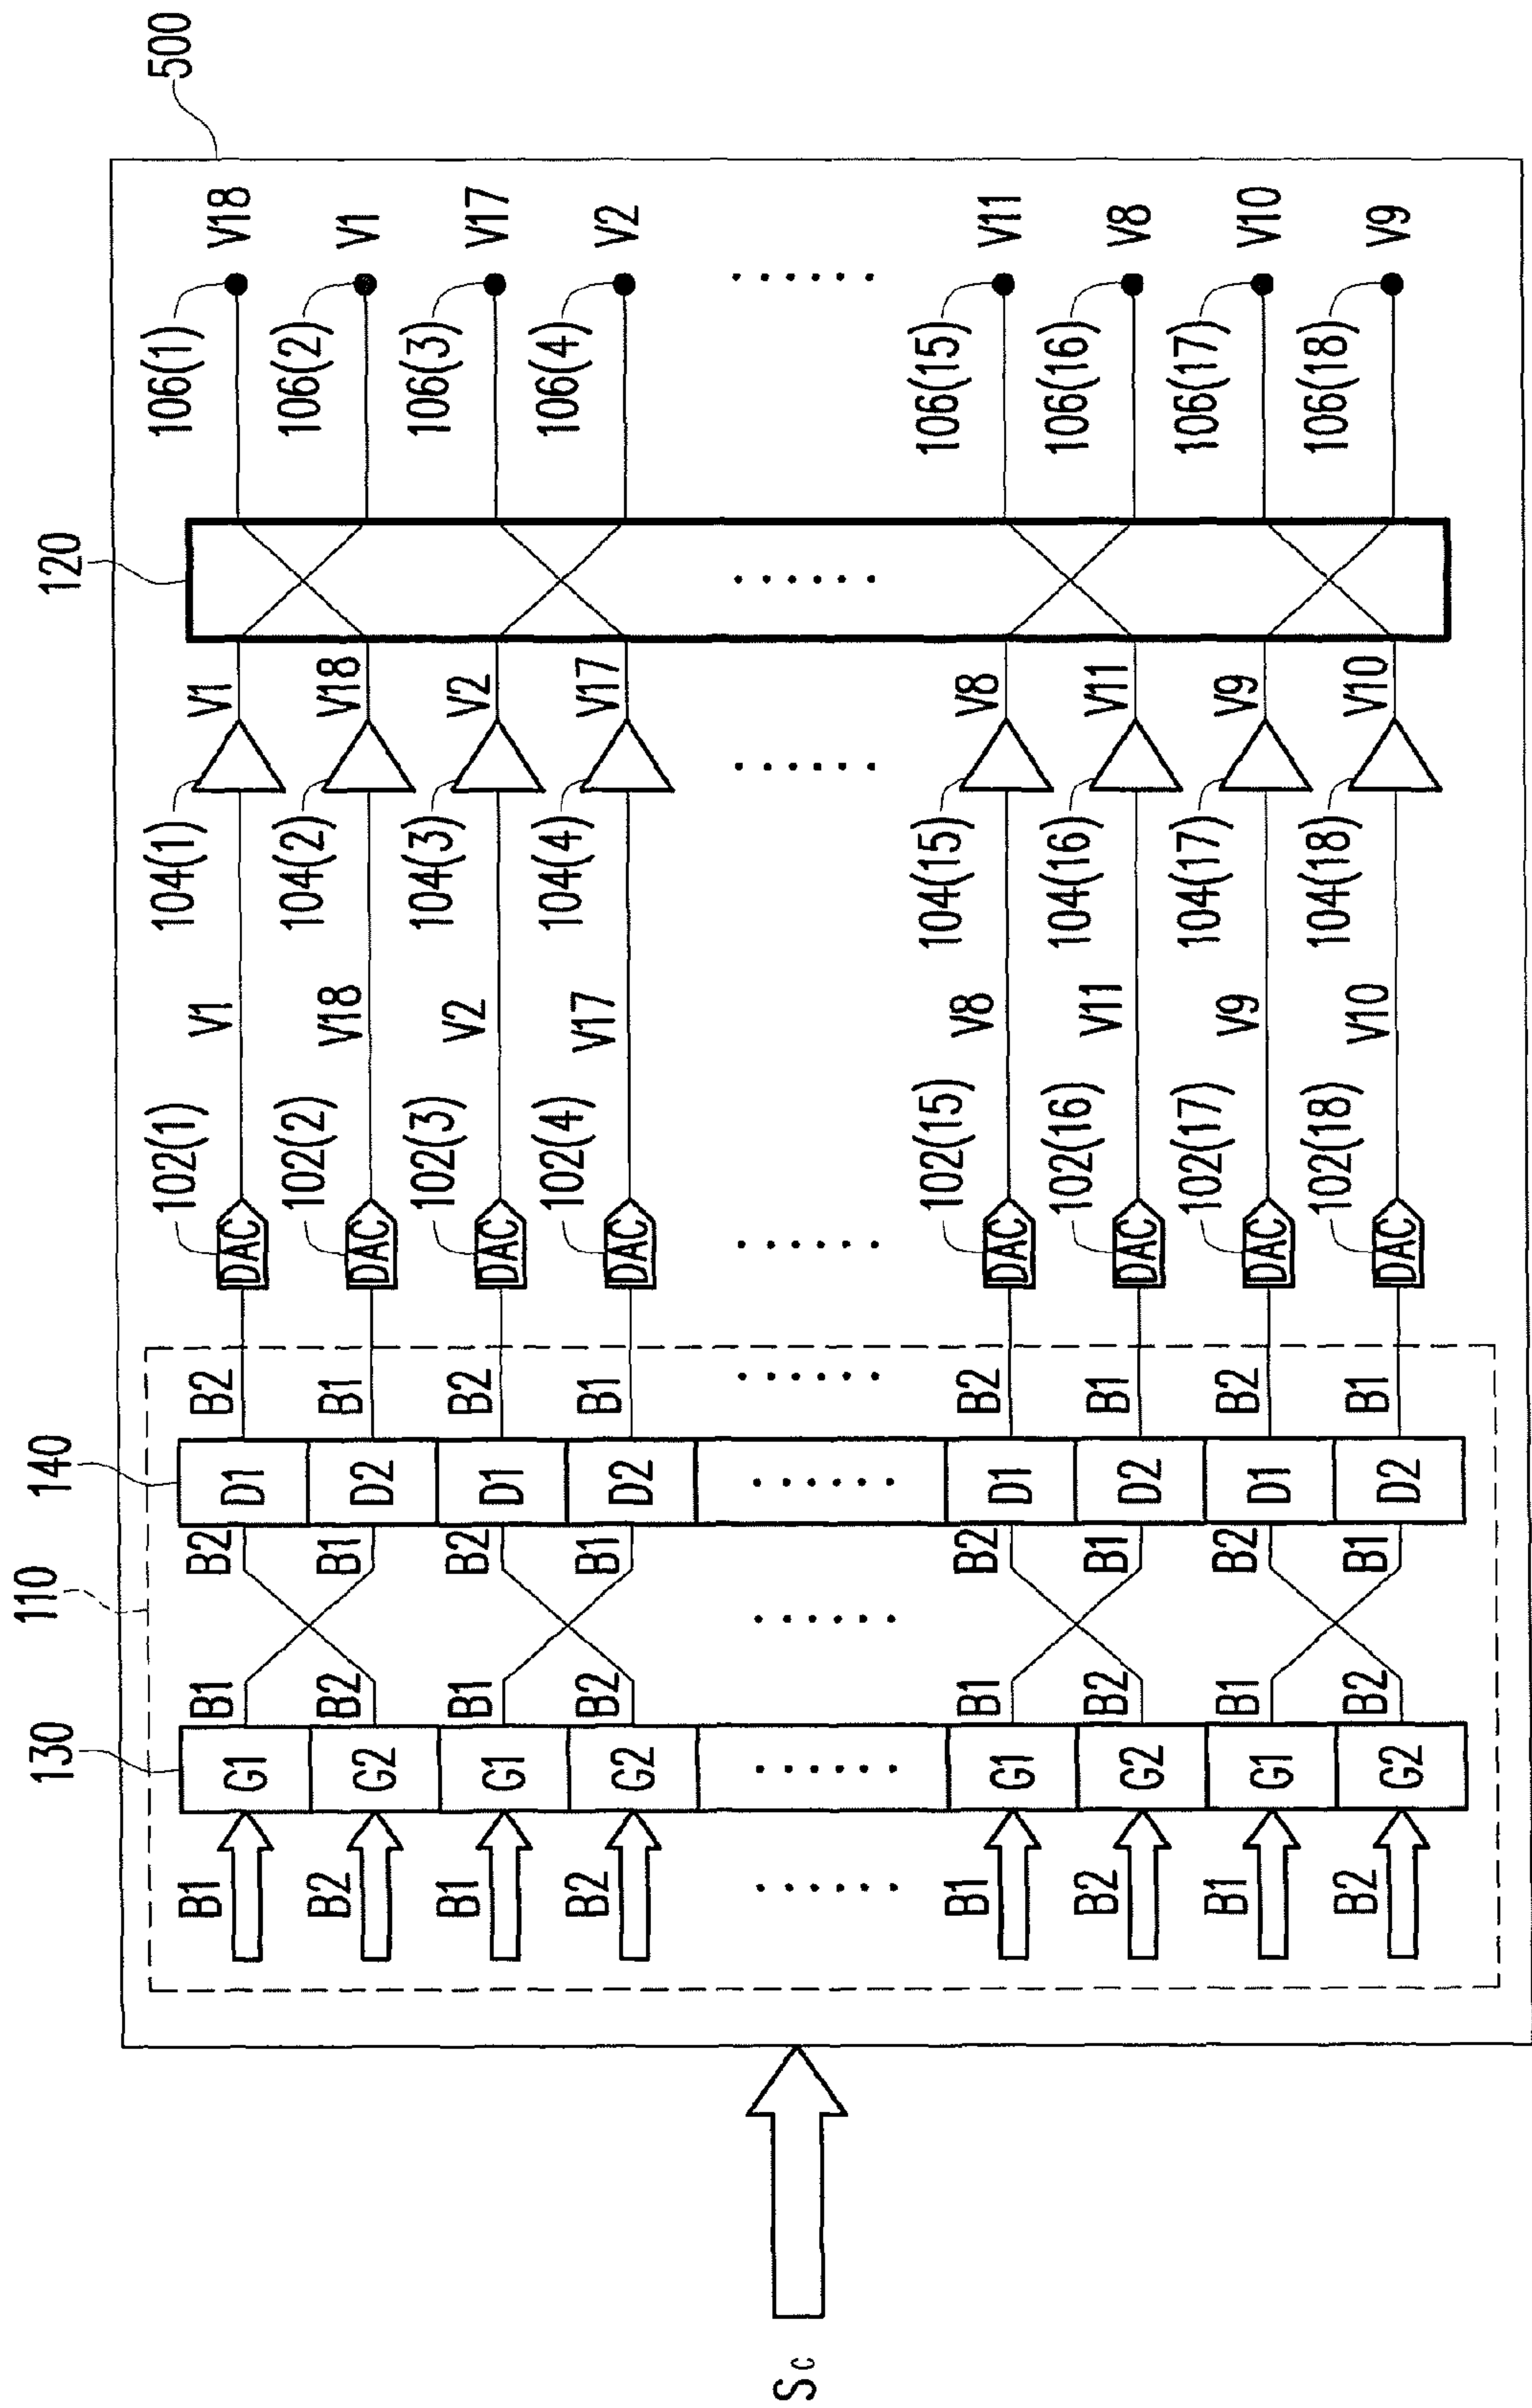 500
120
110
140
130
Sc
B1 G1 B1 B2 D1 B2 102(1) DAC V1 104(1) V1 106(1) V18
B2 G2 B2 B1 D2 B1 102(2) DAC V18 104(2) V18 106(2) V1
B1 G1 B1 B2 D1 B2 102(3) DAC V2 104(3) V2 106(3) V17
B2 G2 B2 B1 D2 B1 102(4) DAC V17 104(4) V17 106(4) V2
B1 G1 B1 B2 D1 B2 102(15) DAC V8 104(15) V8 106(15) V11
B2 G2 B2 B1 D2 B1 102(16) DAC V11 104(16) V11 106(16) V8
B1 G1 B1 B2 D1 B2 102(17) DAC V9 104(17) V9 106(17) V10
B2 G2 B2 B1 D2 B1 102(18) DAC V10 104(18) V10 106(18) V9